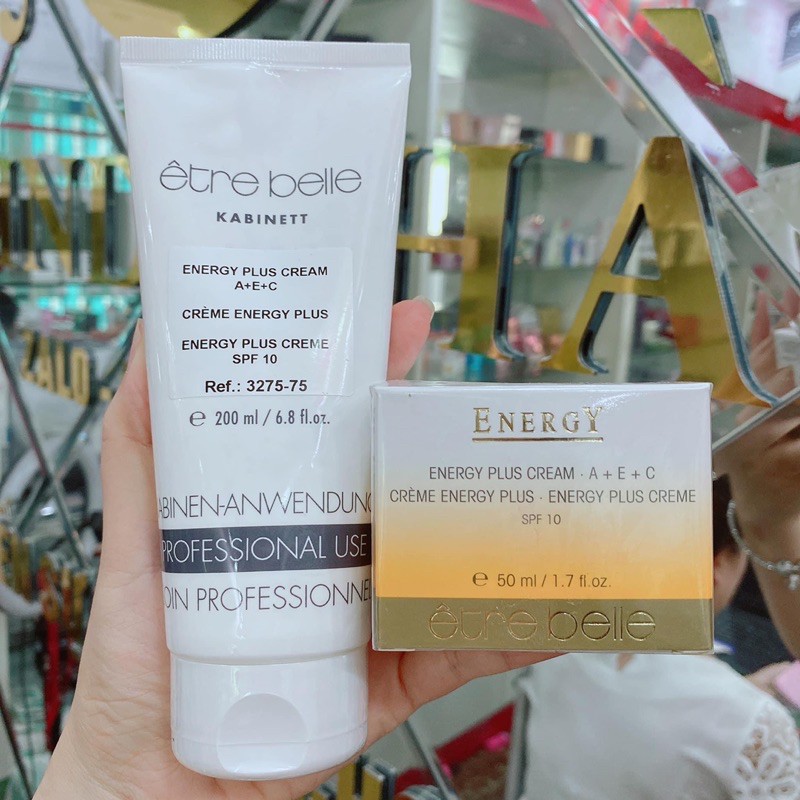 être belle
KABINETT
ENERGY PLUS CREAM
A+E+C
CRÈME ENERGY PLUS
ENERGY PLUS CREME
SPF 10
Ref.: 3275-75
℮ 200 ml / 6.8 fl.oz.
ABINEN-ANWENDUNG
PROFESSIONAL USE
OIN PROFESSIONNEL
ENERGY
ENERGY PLUS CREAM · A + E + C
CRÈME ENERGY PLUS · ENERGY PLUS CREME
SPF 10
℮ 50 ml / 1.7 fl.oz.
être belle
ZALO